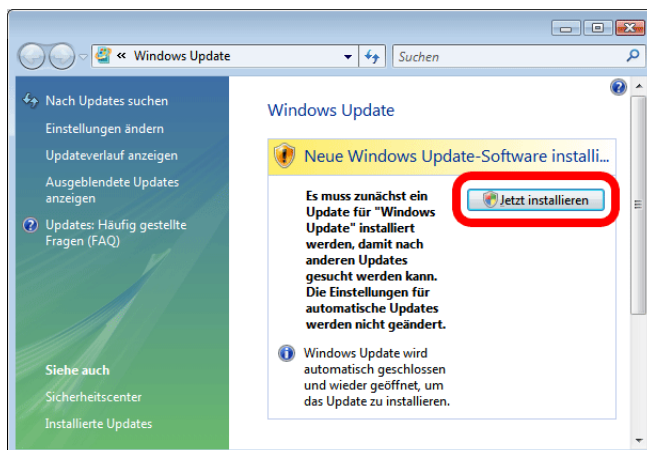 « Windows Update
Suchen
Nach Updates suchen
Einstellungen ändern
Updateverlauf anzeigen
Ausgeblendete Updates
anzeigen
Updates: Häufig gestellte
Fragen (FAQ)
Siehe auch
Sicherheitscenter
Installierte Updates
Windows Update
Neue Windows Update-Software installi...
Es muss zunächst ein
Update für "Windows
Update" installiert
werden, damit nach
anderen Updates
gesucht werden kann.
Die Einstellungen für
automatische Updates
werden nicht geändert.
Jetzt installieren
Windows Update wird
automatisch geschlossen
und wieder geöffnet, um
das Update zu installieren.